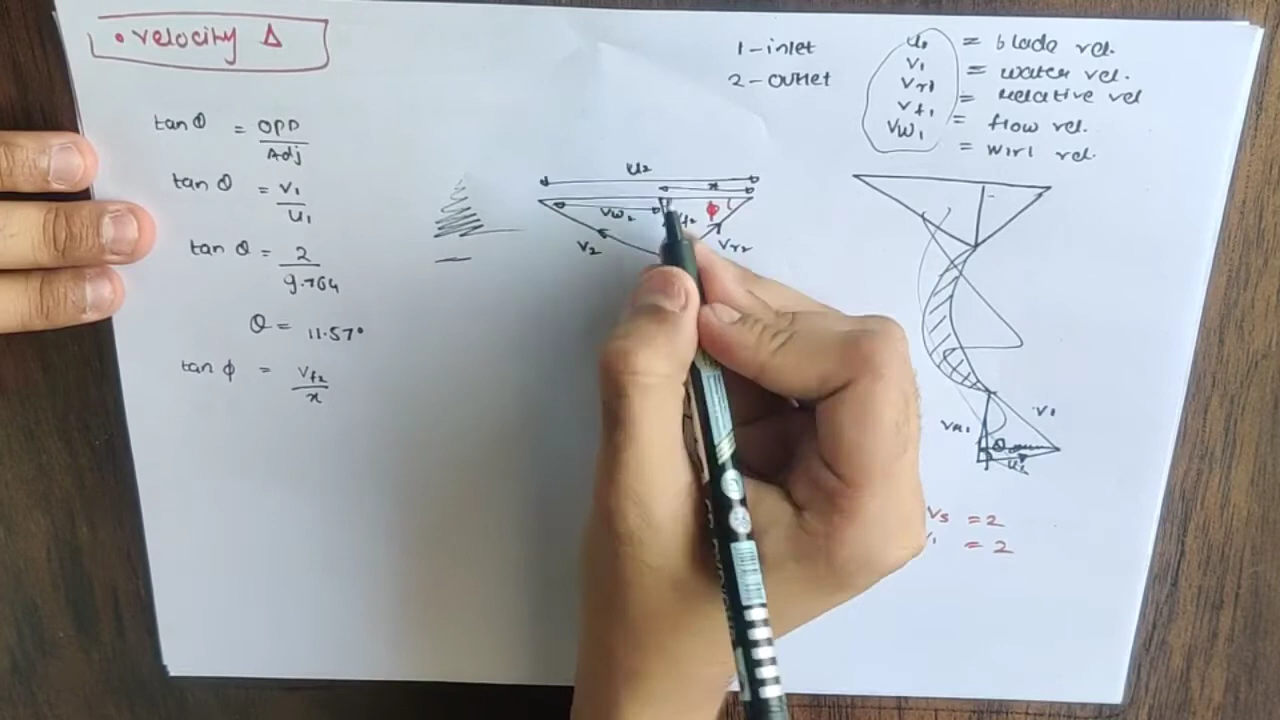 • velocity Δ
1 - inlet
2 - outlet
u1 = blade vel.
V1 = water vel.
Vr1 = relative vel
Vf1 = flow vel.
Vw1 = wirl vel.
tan θ = OPP / Adj
tan θ = V1 / u1
tan θ = 2 / 9.764
θ = 11.57°
tan φ = Vf2 / x
u2
x
Vw2
φ
V2
Vr2
V1
θ
u1
= 2
= 2